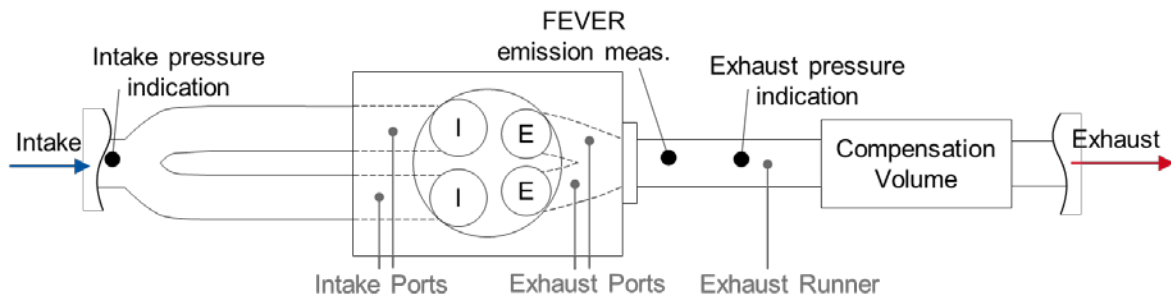 FEVER
emission meas.
Intake pressure
indication
Exhaust pressure
indication
Intake
I
E
I
E
Compensation
Volume
Exhaust
Intake Ports
Exhaust Ports
Exhaust Runner